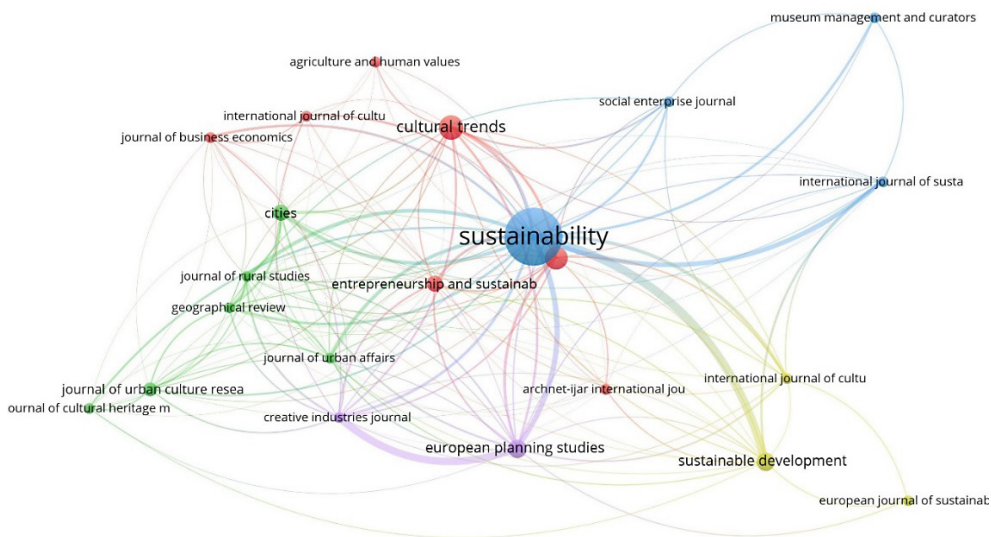 museum management and curators
agriculture and human values
social enterprise journal
international journal of cultu
cultural trends
journal of business economics
international journal of susta
cities
sustainability
journal of rural studies
entrepreneurship and sustainab
geographical review
journal of urban affairs
international journal of cultu
journal of urban culture resea
archnet-ijar international jou
ournal of cultural heritage m
creative industries journal
european planning studies
sustainable development
european journal of sustainab